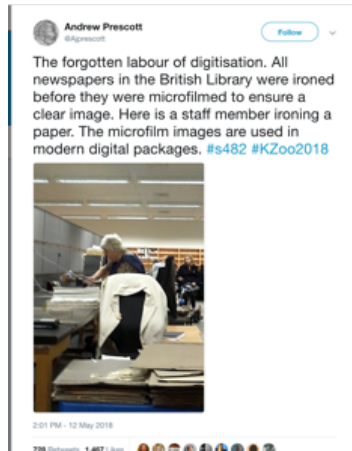 Andrew Prescott
@Ajprescott
Follow
The forgotten labour of digitisation. All
newspapers in the British Library were ironed
before they were microfilmed to ensure a
clear image. Here is a staff member ironing a
paper. The microfilm images are used in
modern digital packages. #s482 #KZoo2018
2:01 PM - 12 May 2018
Retweets 1,467 Likes